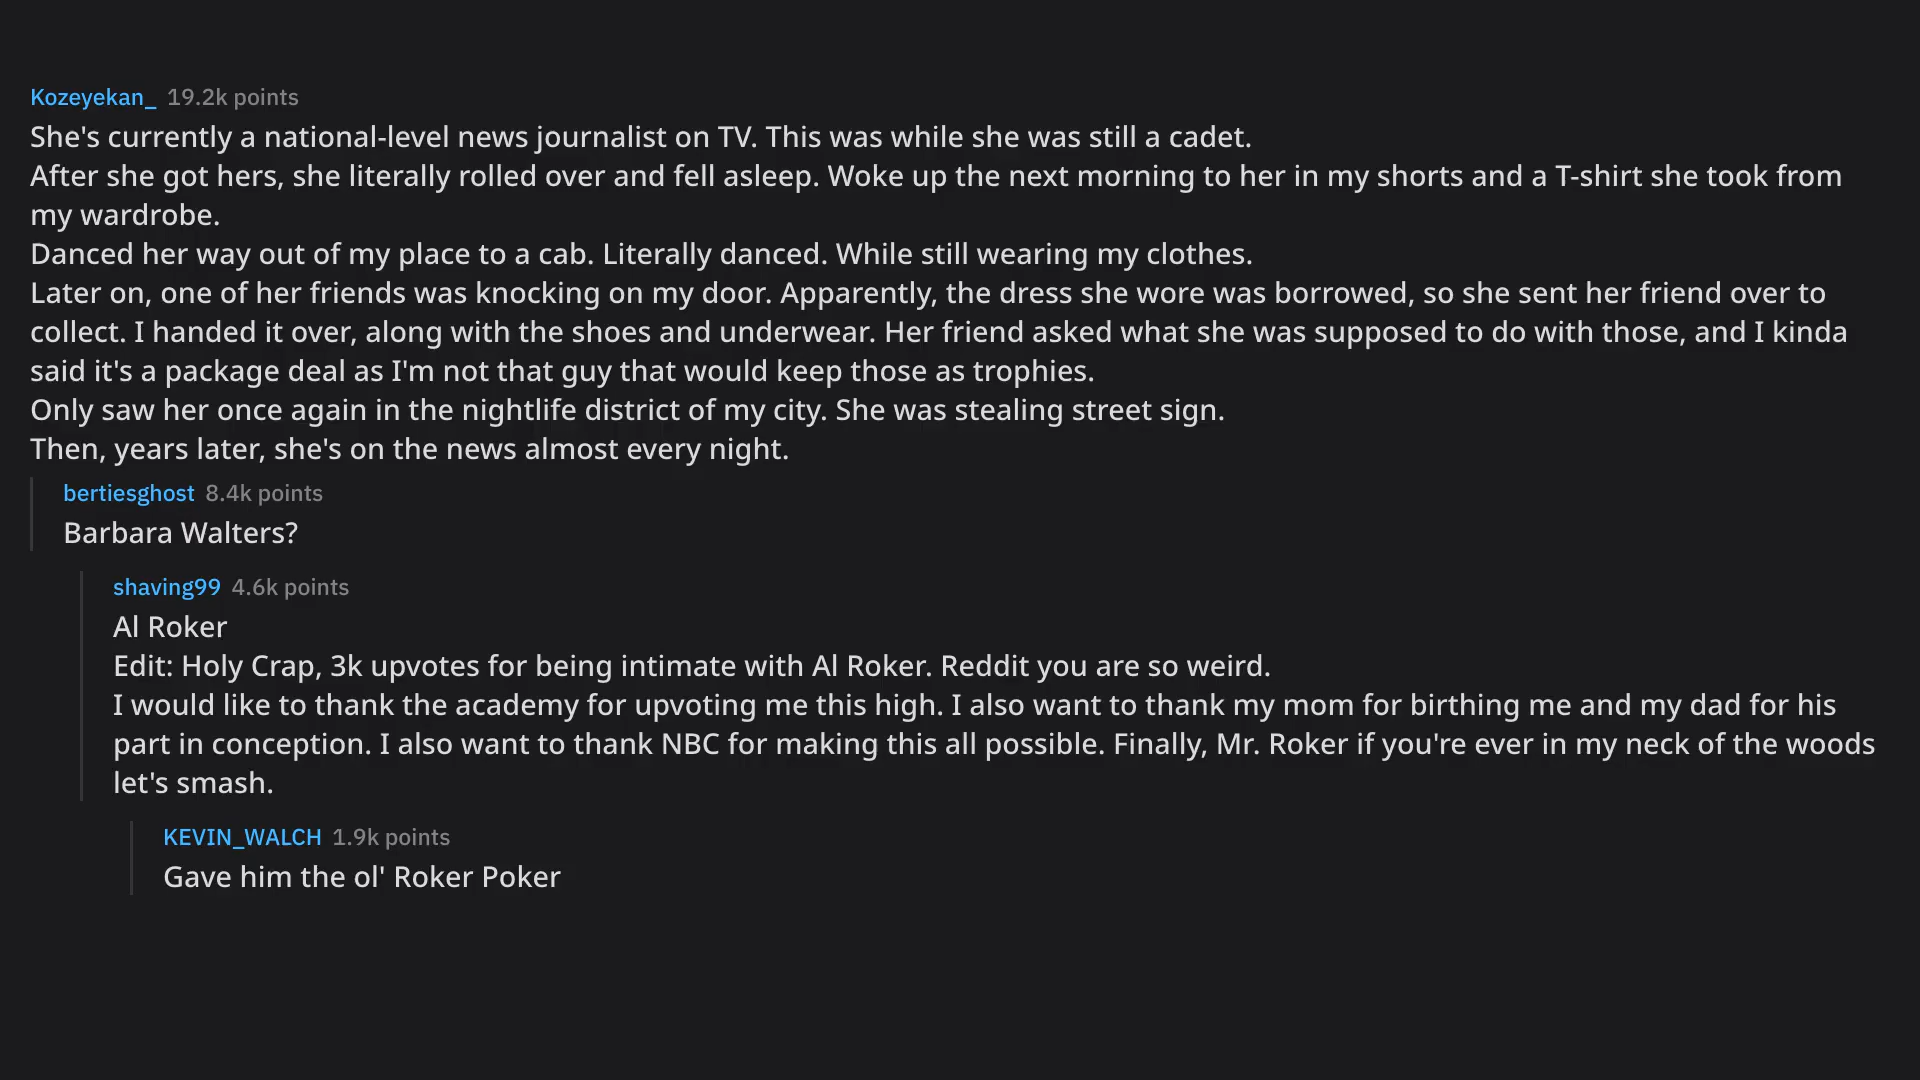 Kozeyekan_ 19.2k points
She's currently a national-level news journalist on TV. This was while she was still a cadet.
After she got hers, she literally rolled over and fell asleep. Woke up the next morning to her in my shorts and a T-shirt she took from
my wardrobe.
Danced her way out of my place to a cab. Literally danced. While still wearing my clothes.
Later on, one of her friends was knocking on my door. Apparently, the dress she wore was borrowed, so she sent her friend over to
collect. I handed it over, along with the shoes and underwear. Her friend asked what she was supposed to do with those, and I kinda
said it's a package deal as I'm not that guy that would keep those as trophies.
Only saw her once again in the nightlife district of my city. She was stealing street sign.
Then, years later, she's on the news almost every night.
bertiesghost 8.4k points
Barbara Walters?
shaving99 4.6k points
Al Roker
Edit: Holy Crap, 3k upvotes for being intimate with Al Roker. Reddit you are so weird.
I would like to thank the academy for upvoting me this high. I also want to thank my mom for birthing me and my dad for his
part in conception. I also want to thank NBC for making this all possible. Finally, Mr. Roker if you're ever in my neck of the woods
let's smash.
KEVIN_WALCH 1.9k points
Gave him the ol' Roker Poker